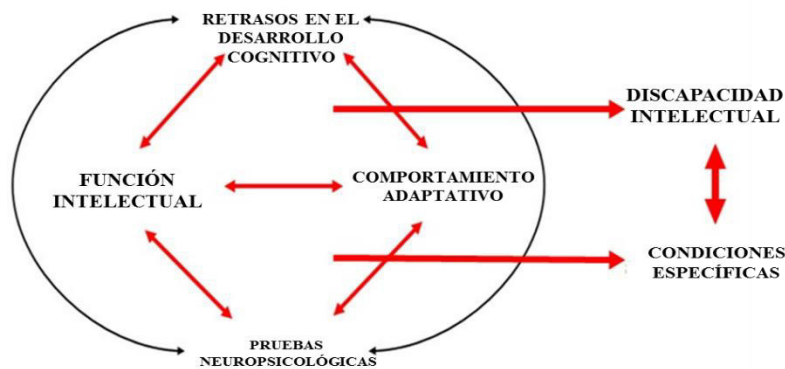 RETRASOS EN EL
DESARROLLO
COGNITIVO
DISCAPACIDAD
INTELECTUAL
FUNCIÓN
INTELECTUAL
COMPORTAMIENTO
ADAPTATIVO
CONDICIONES
ESPECÍFICAS
PRUEBAS
NEUROPSICOLÓGICAS